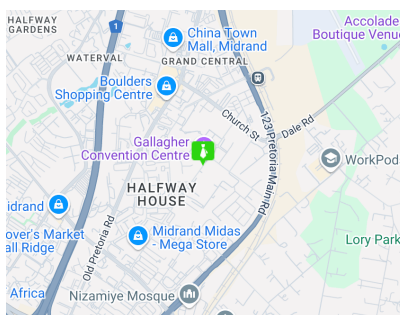 HALFWAY
GARDENS
1
China Town
Mall, Midrand
Accolade
Boutique Venue
WATERVAL
GRAND CENTRAL
Boulders
Shopping Centre
Church St
123 Pretoria Main Rd
Dale Rd
Gallagher
Convention Centre
WorkPod
HALFWAY
HOUSE
idrand
over's Market
all Ridge
Old Pretoria Rd
Midrand Midas
- Mega Store
Lory Park
Africa
Nizamiye Mosque